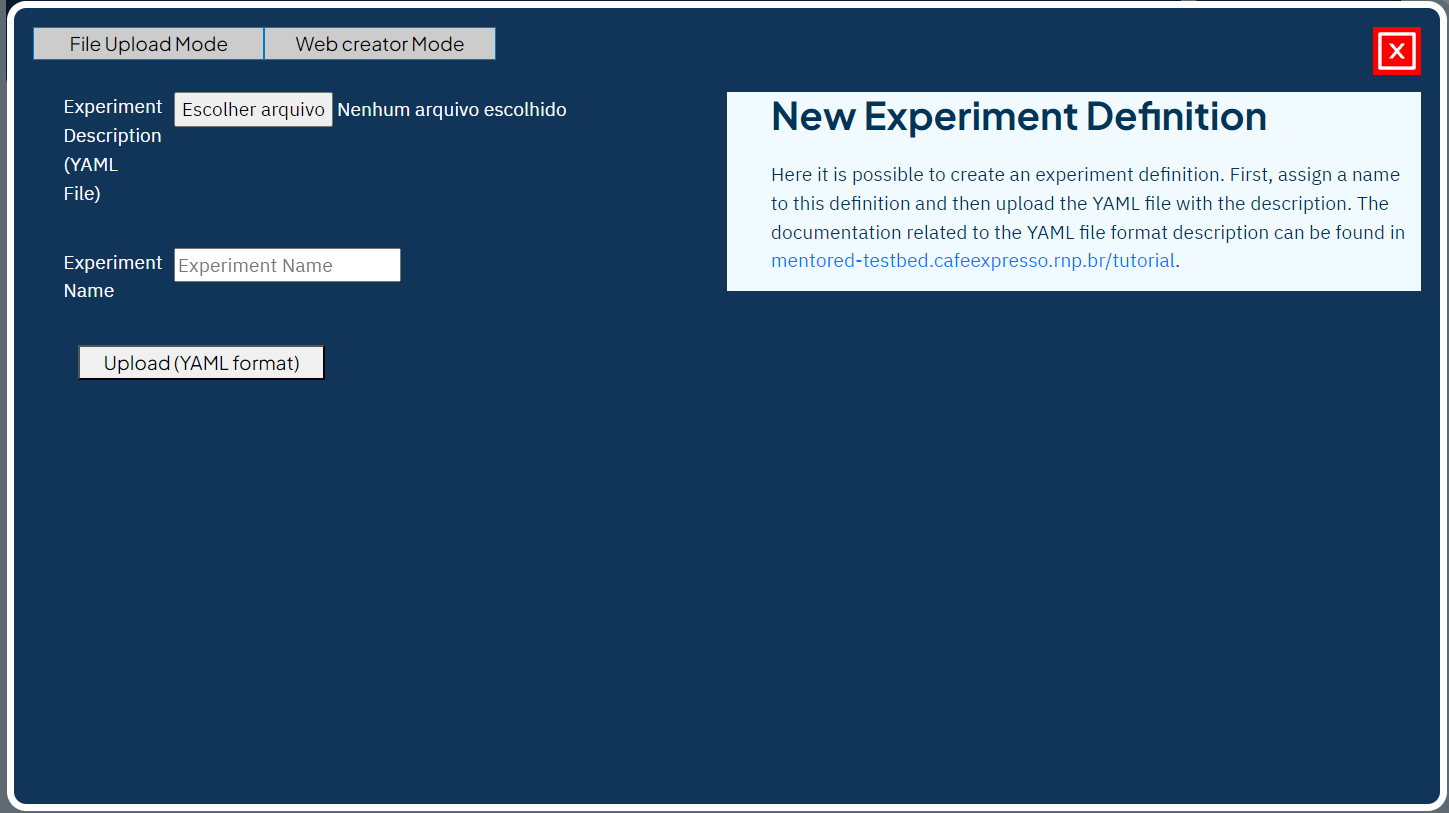 File Upload Mode
Web creator Mode
X
Experiment
Description
(YAML
File)
Escolher arquivo
Nenhum arquivo escolhido
Experiment
Name
Experiment Name
Upload (YAML format)
New Experiment Definition
Here it is possible to create an experiment definition. First, assign a name
to this definition and then upload the YAML file with the description. The
documentation related to the YAML file format description can be found in
mentored-testbed.cafeexpresso.rnp.br/tutorial.